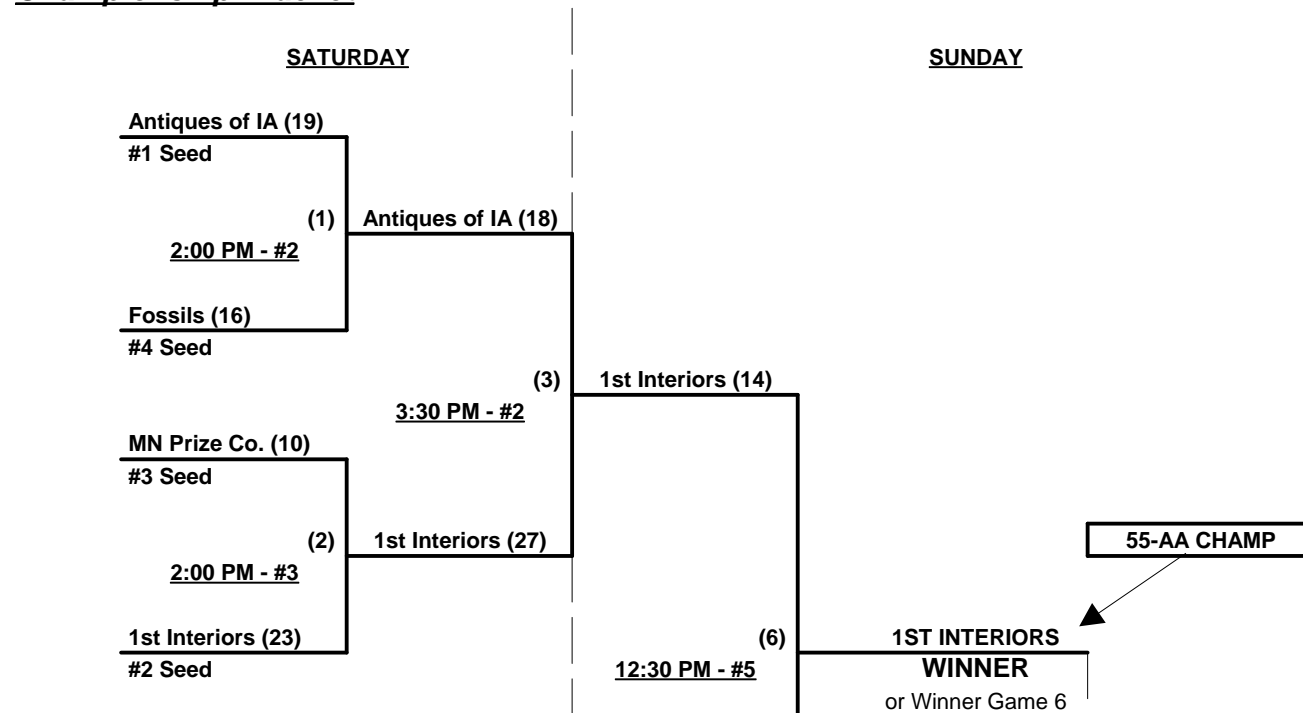 SATURDAY
SUNDAY
Antiques of IA (19)
#1 Seed
(1)
Antiques of IA (18)
2:00 PM - #2
Fossils (16)
#4 Seed
(3)
1st Interiors (14)
3:30 PM - #2
MN Prize Co. (10)
#3 Seed
(2)
1st Interiors (27)
55-AA CHAMP
2:00 PM - #3
1st Interiors (23)
(6)
1ST INTERIORS
#2 Seed
12:30 PM - #5
WINNER
or Winner Game 6